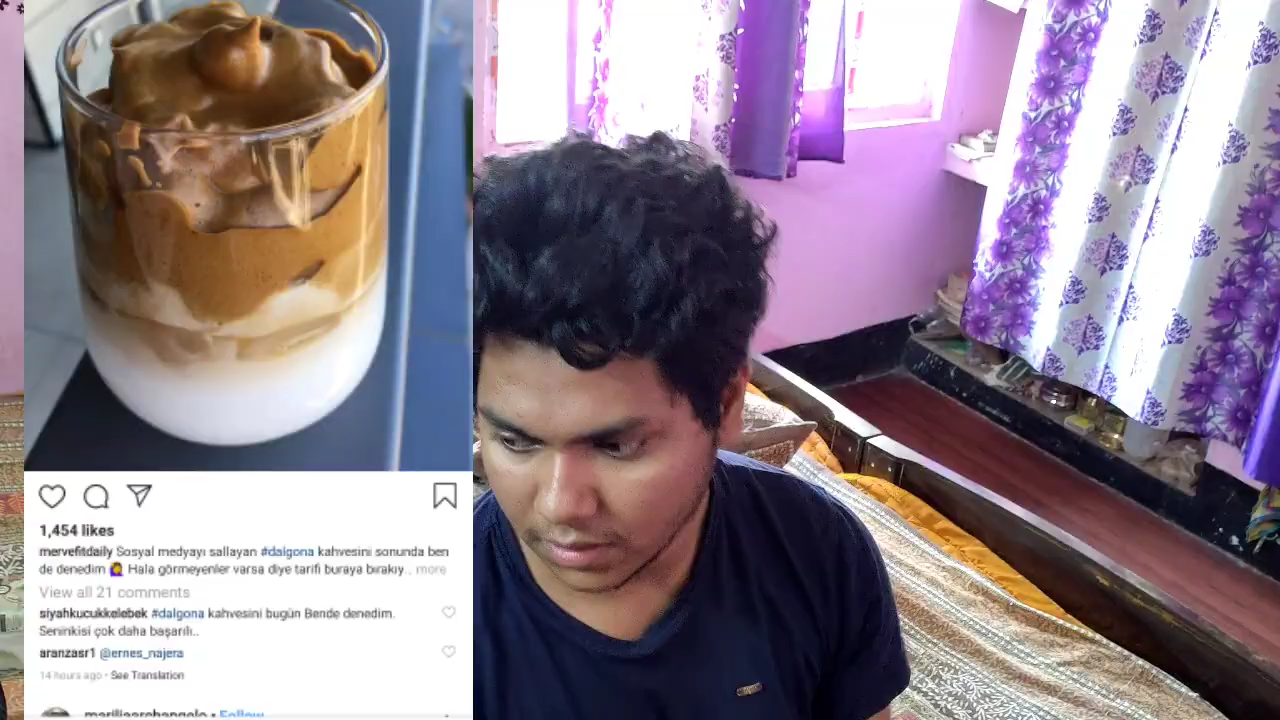 1,454 likes
mervefitdaily Sosyal medyayı sallayan #dalgona kahvesini sonunda ben
de denedim 🤦‍♀️ Hala görmeyenler varsa diye tarifi buraya bırakıy.. more
View all 21 comments
siyahkucukkelebek #dalgona kahvesini bugün Bende denedim.
Seninkisi çok daha başarılı..
aranzasr1 @ernes_najera
14 hours ago • See Translation
• Follow